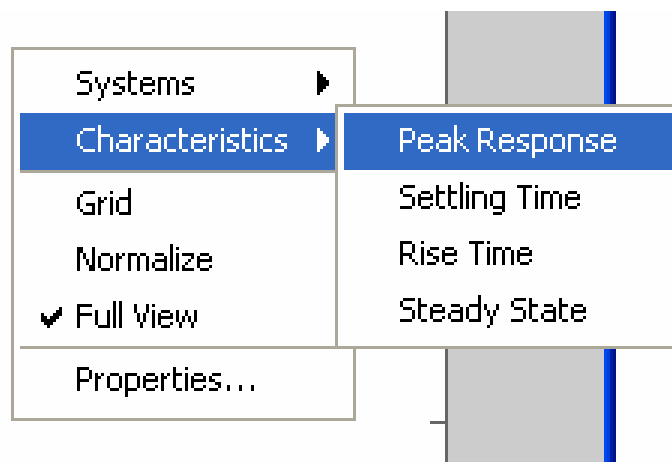 Systems
Characteristics
Grid
Normalize
Full View
Properties...
Peak Response
Settling Time
Rise Time
Steady State